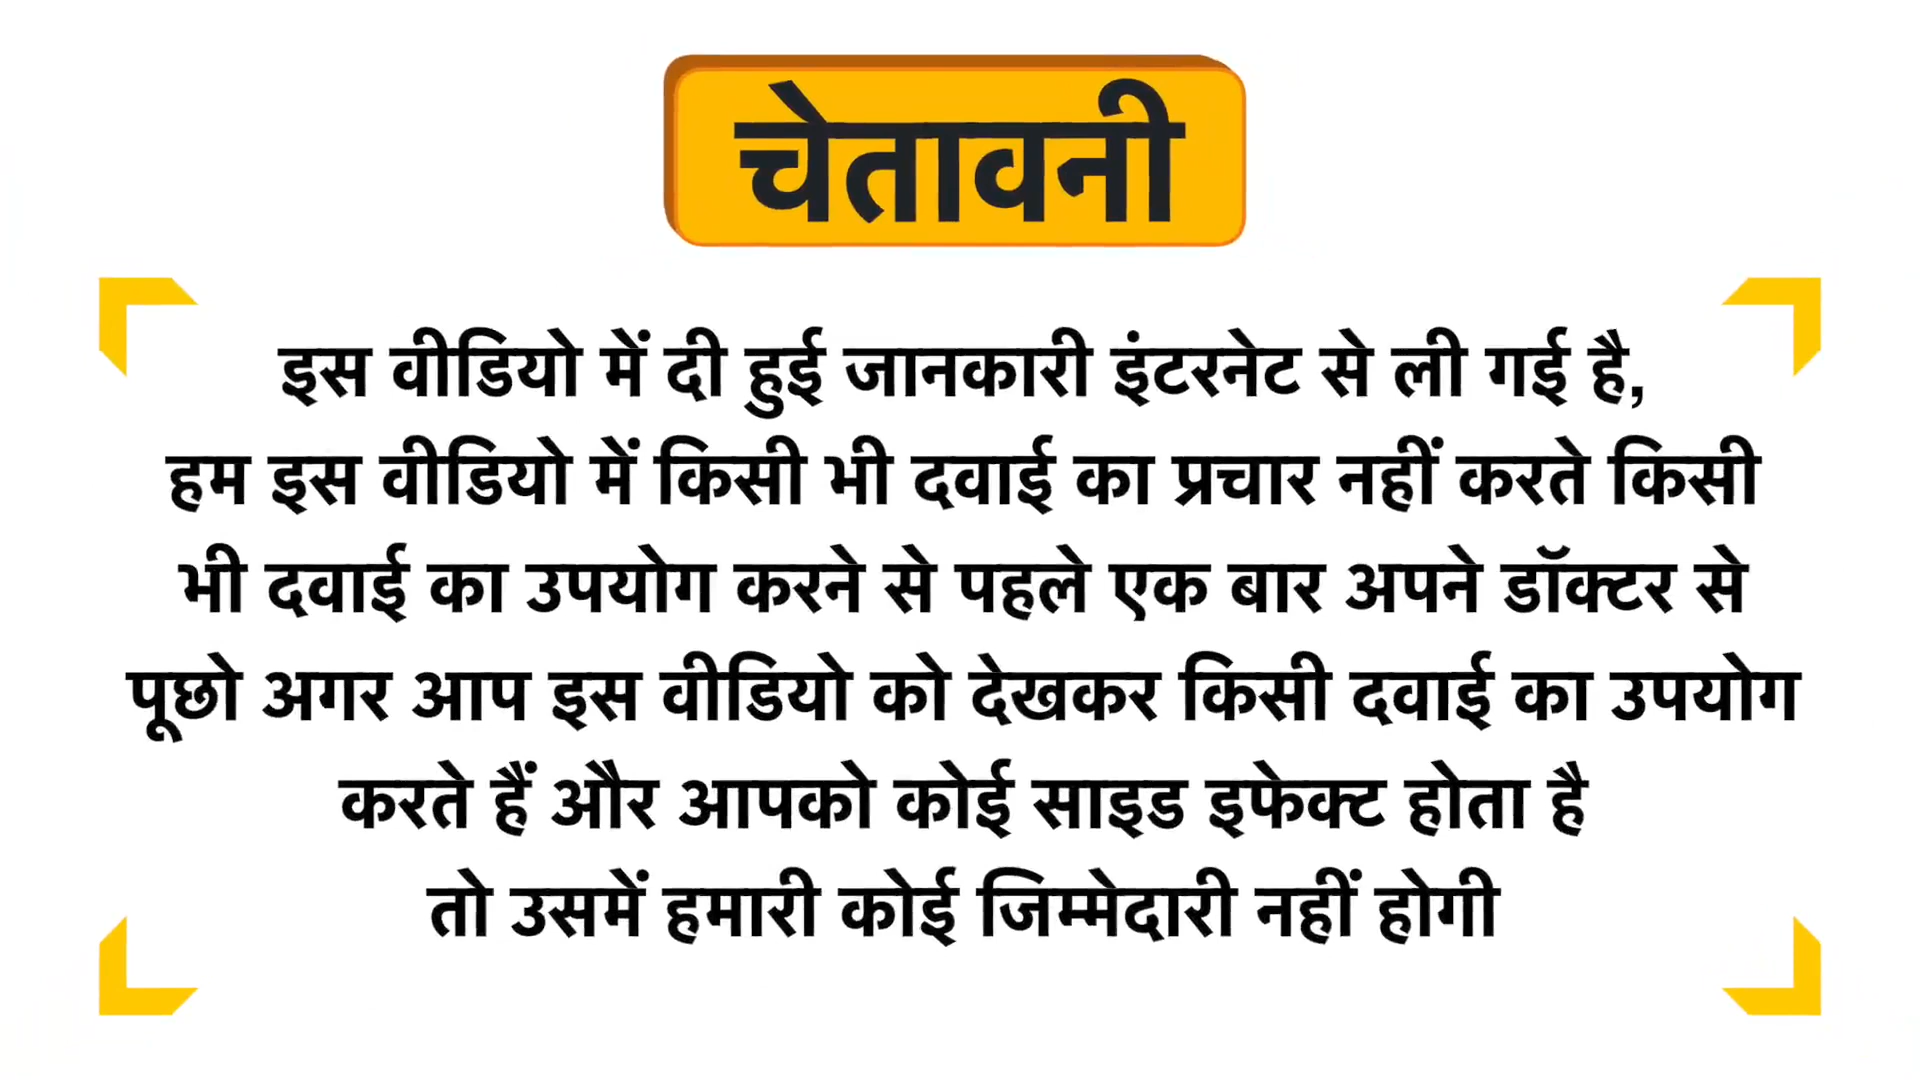 चेतावनी
इस वीडियो में दी हुई जानकारी इंटरनेट से ली गई है,
हम इस वीडियो में किसी भी दवाई का प्रचार नहीं करते किसी
भी दवाई का उपयोग करने से पहले एक बार अपने डॉक्टर से
पूछो अगर आप इस वीडियो को देखकर किसी दवाई का उपयोग
करते हैं और आपको कोई साइड इफेक्ट होता है
तो उसमें हमारी कोई जिम्मेदारी नहीं होगी